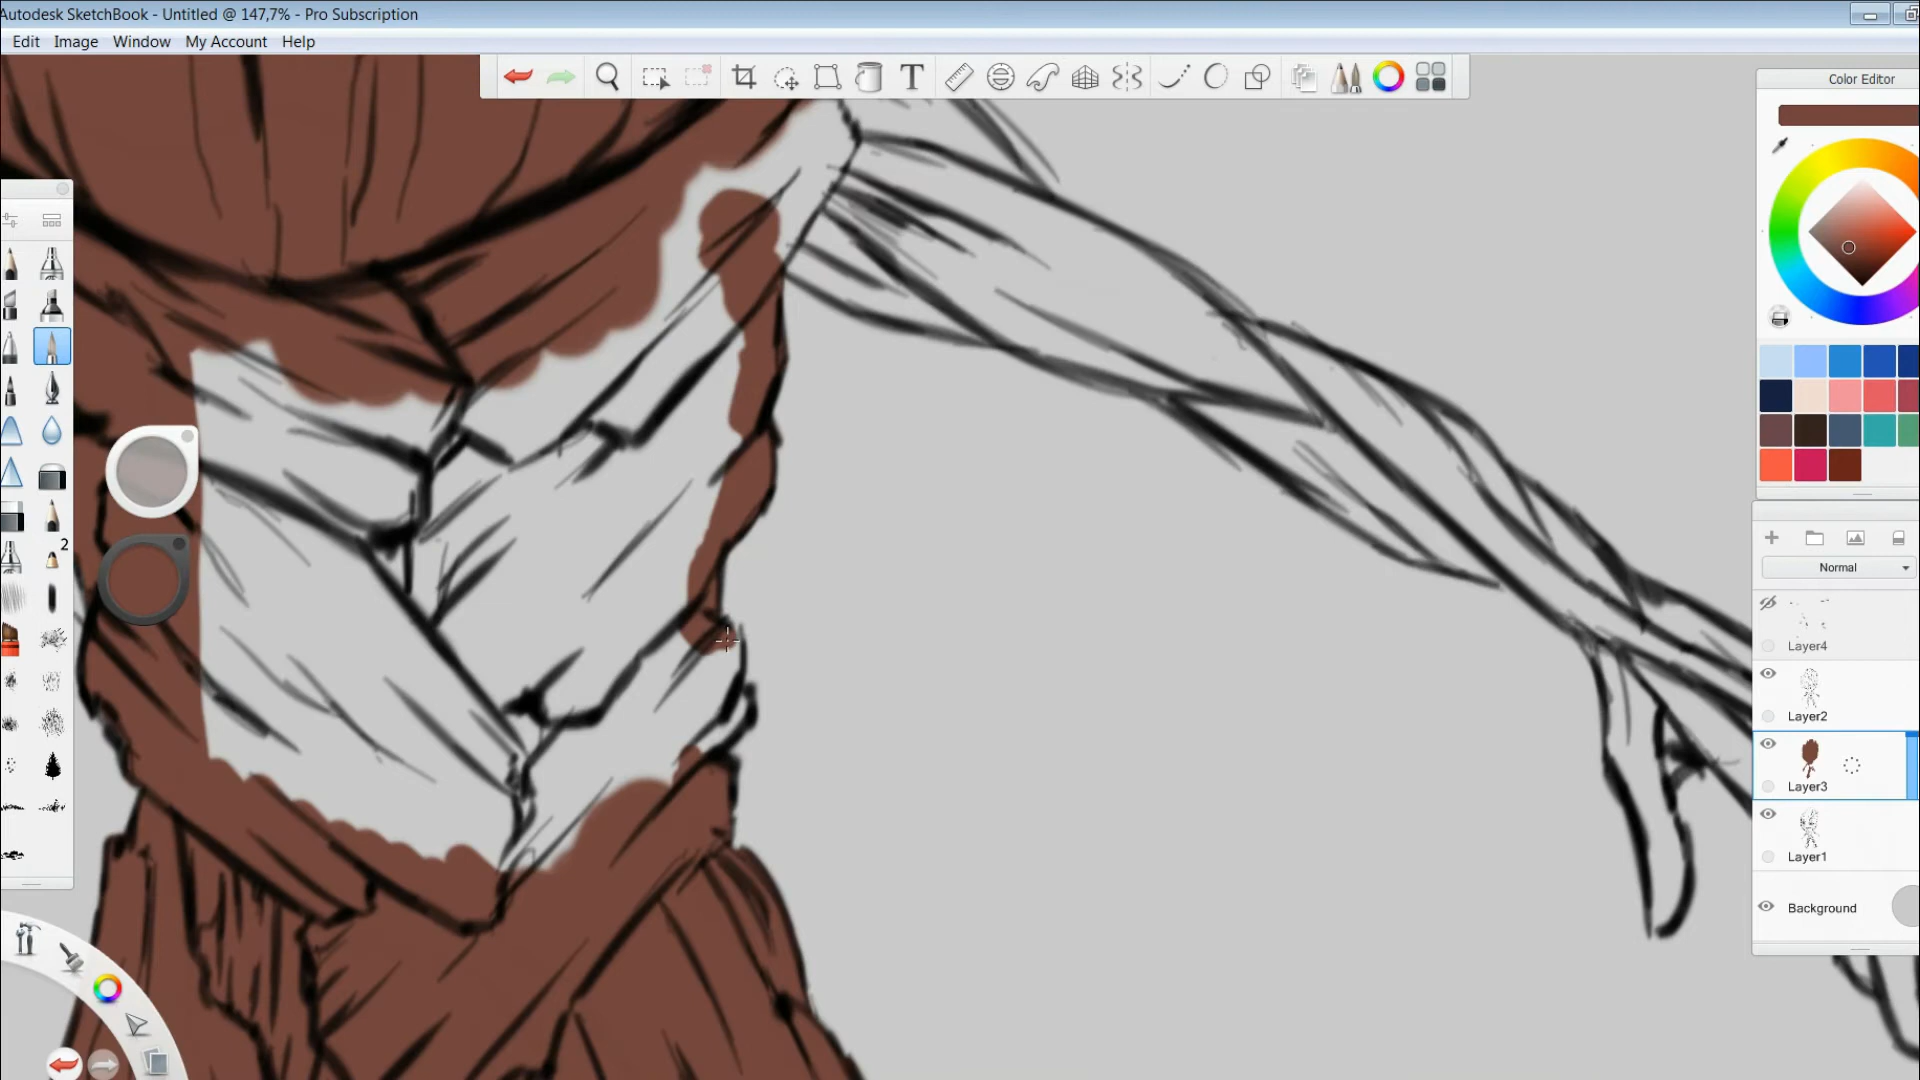 Autodesk SketchBook - Untitled @ 147,7% - Pro Subscription
Edit Image Window My Account Help
Color Editor
2
Normal
Layer4
Layer2
Layer3
Layer1
Background